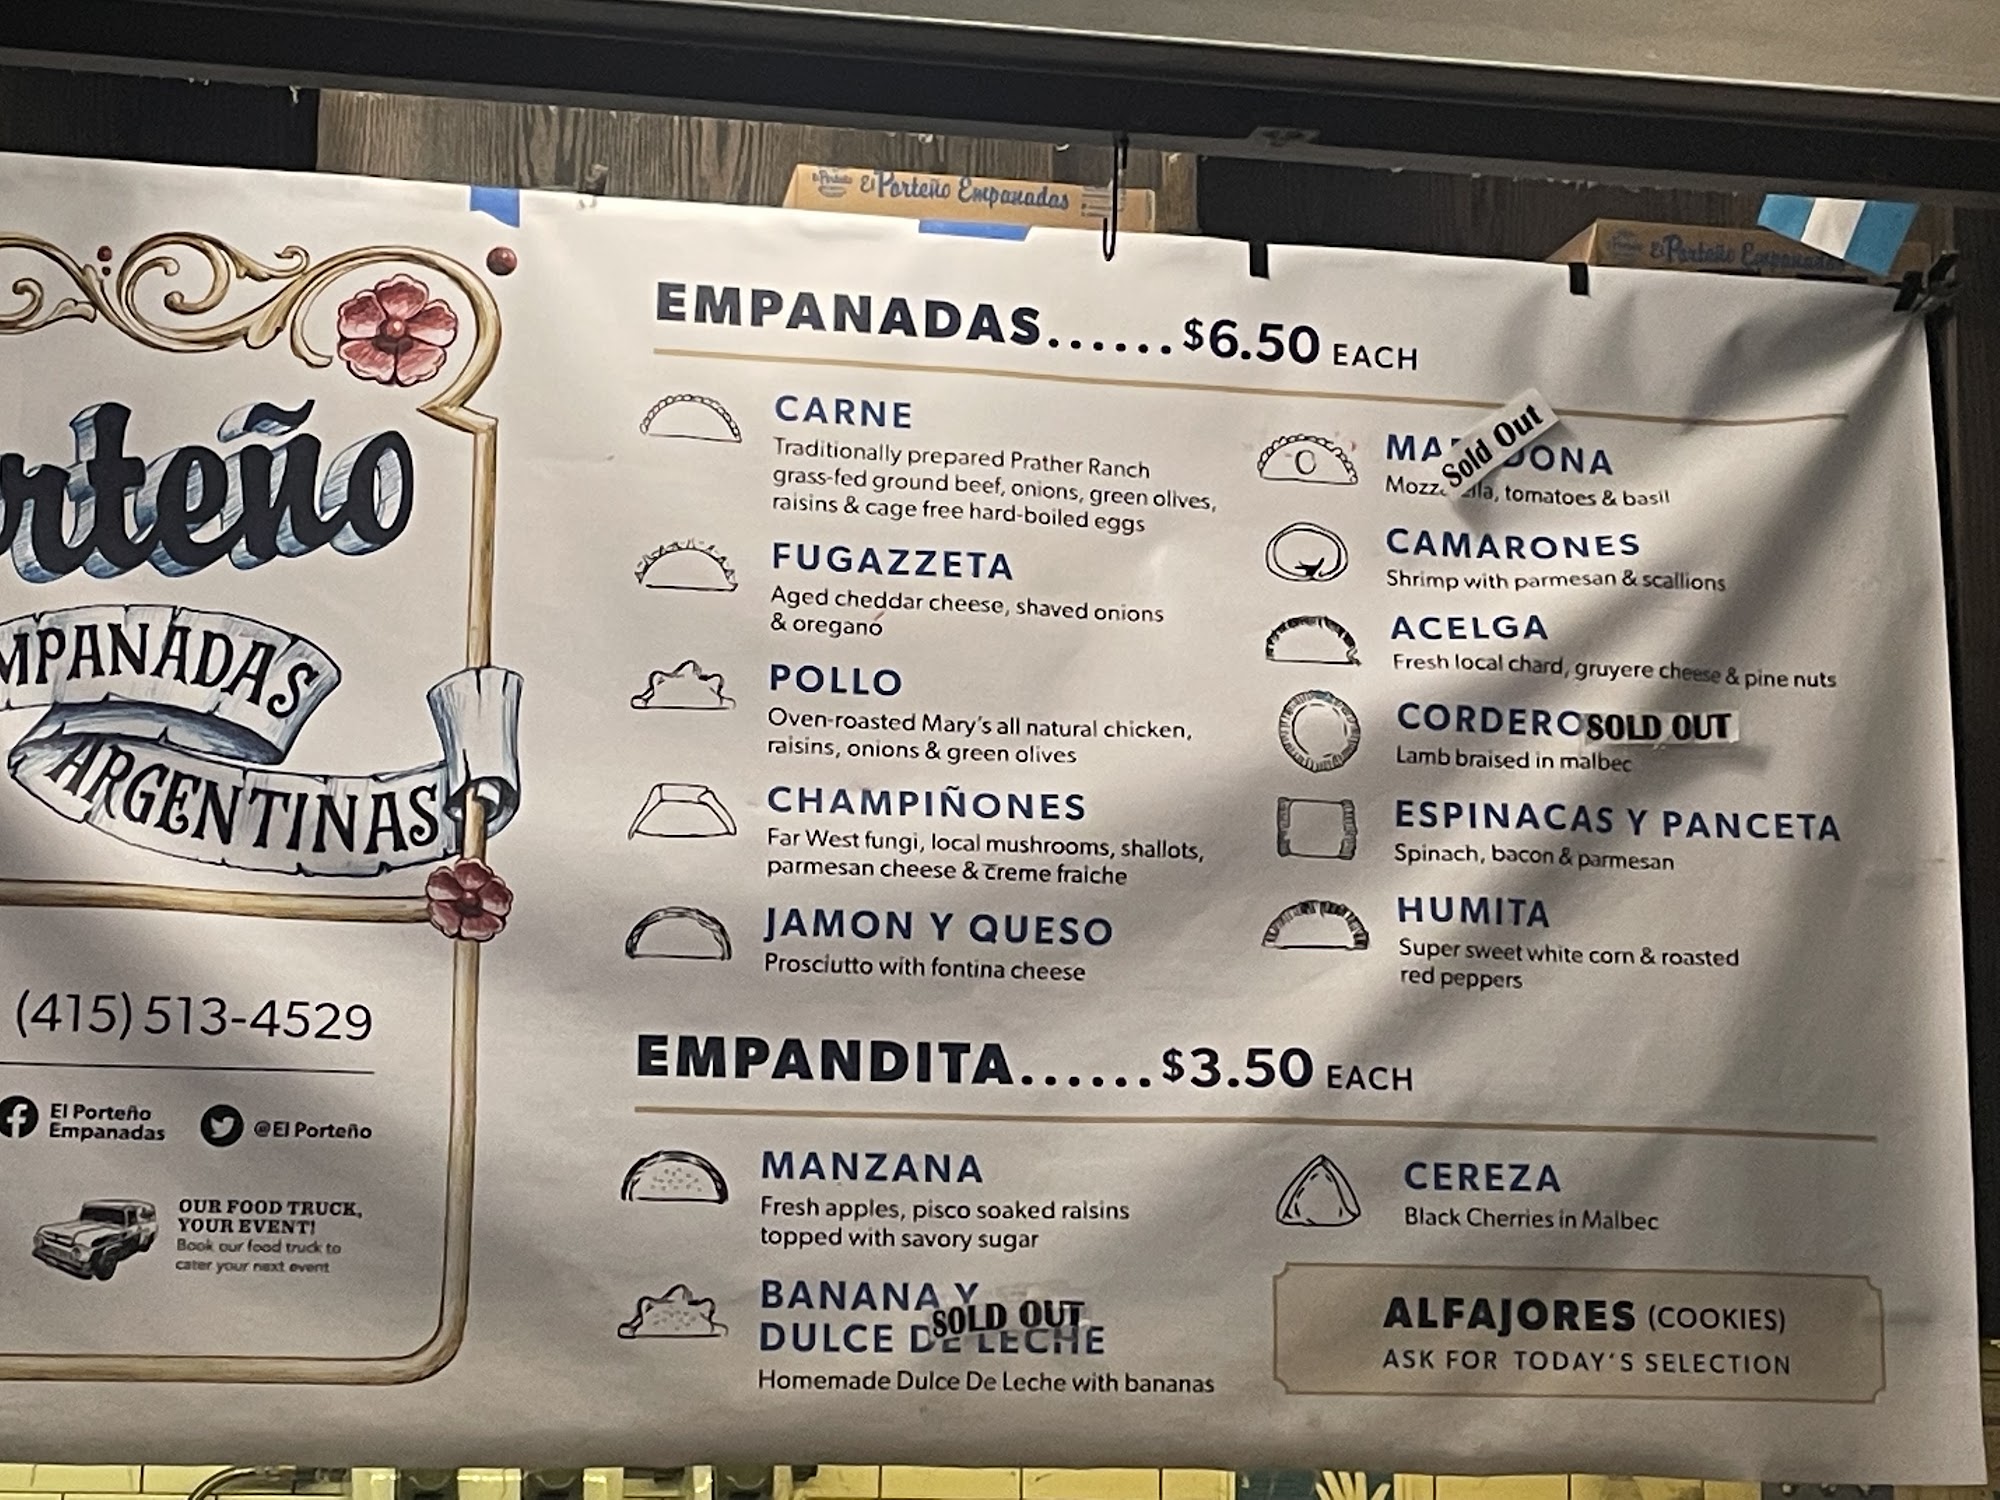 El Porteño Empanadas
El Porteño Empanadas
rteño
MPANADAS
ARGENTINAS
(415) 513-4529
El Porteño
Empanadas
@El Porteño
OUR FOOD TRUCK,
YOUR EVENT!
Book our food truck to
cater your next event
EMPANADAS......$6.50 EACH
CARNE
Traditionally prepared Prather Ranch
grass-fed ground beef, onions, green olives,
raisins & cage free hard-boiled eggs
FUGAZZETA
Aged cheddar cheese, shaved onions
& oregano
POLLO
Oven-roasted Mary's all natural chicken,
raisins, onions & green olives
CHAMPIÑONES
Far West fungi, local mushrooms, shallots,
parmesan cheese & creme fraiche
JAMON Y QUESO
Prosciutto with fontina cheese
MA DONA
Sold Out
Mozz lla, tomatoes & basil
CAMARONES
Shrimp with parmesan & scallions
ACELGA
Fresh local chard, gruyere cheese & pine nuts
CORDERO SOLD OUT
Lamb braised in malbec
ESPINACAS Y PANCETA
Spinach, bacon & parmesan
HUMITA
Super sweet white corn & roasted
red peppers
EMPANDITA......$3.50 EACH
MANZANA
Fresh apples, pisco soaked raisins
topped with savory sugar
BANANA Y
SOLD OUT
DULCE DE LECHE
Homemade Dulce De Leche with bananas
CEREZA
Black Cherries in Malbec
ALFAJORES (COOKIES)
ASK FOR TODAY'S SELECTION